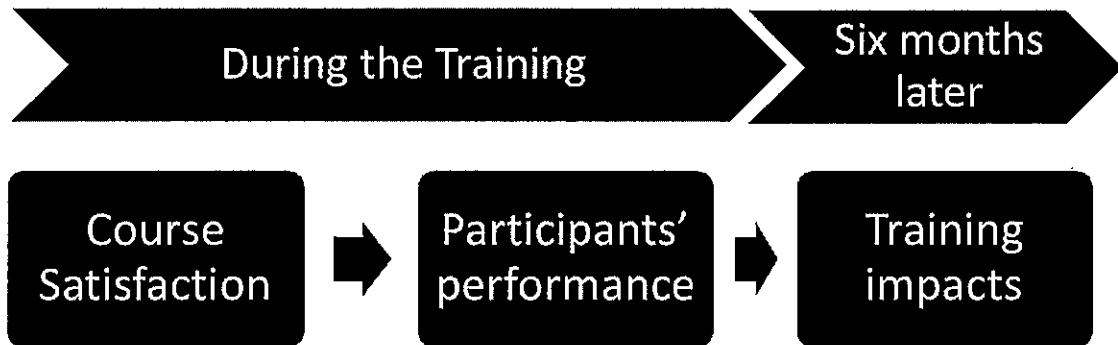 During the Training
Six months
later
Course
Satisfaction
Participants’
performance
Training
impacts